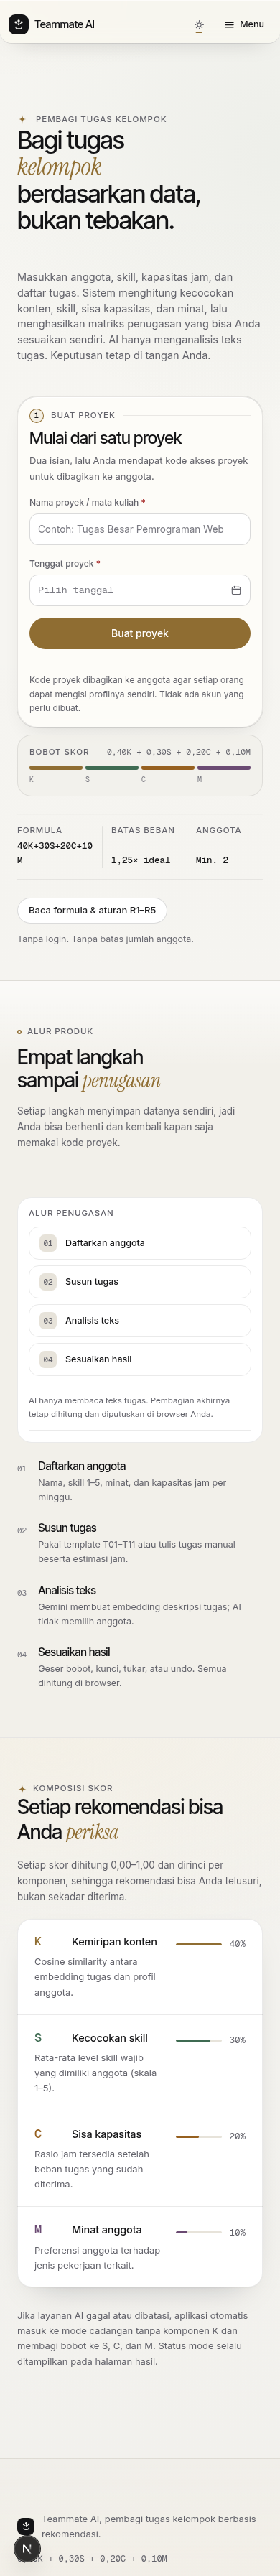 Teammate AI
Menu
PEMBAGI TUGAS KELOMPOK
Bagi tugas
kelompok
berdasarkan data,
bukan tebakan.
Masukkan anggota, skill, kapasitas jam, dan
daftar tugas. Sistem menghitung kecocokan
konten, skill, sisa kapasitas, dan minat, lalu
menghasilkan matriks penugasan yang bisa Anda
sesuaikan sendiri. AI hanya menganalisis teks
tugas. Keputusan tetap di tangan Anda.
1 BUAT PROYEK
Mulai dari satu proyek
Dua isian, lalu Anda mendapat kode akses proyek
untuk dibagikan ke anggota.
Nama proyek / mata kuliah *
Contoh: Tugas Besar Pemrograman Web
Tenggat proyek *
Pilih tanggal
Buat proyek
Kode proyek dibagikan ke anggota agar setiap orang
dapat mengisi profilnya sendiri. Tidak ada akun yang
perlu dibuat.
BOBOT SKOR 0,40K + 0,30S + 0,20C + 0,10M
K S C M
FORMULA BATAS BEBAN ANGGOTA
40K+30S+20C+10
M 1,25× ideal Min. 2
Baca formula & aturan R1–R5
Tanpa login. Tanpa batas jumlah anggota.
ALUR PRODUK
Empat langkah
sampai penugasan
Setiap langkah menyimpan datanya sendiri, jadi
Anda bisa berhenti dan kembali kapan saja
memakai kode proyek.
ALUR PENUGASAN
01 Daftarkan anggota
02 Susun tugas
03 Analisis teks
04 Sesuaikan hasil
AI hanya membaca teks tugas. Pembagian akhirnya
tetap dihitung dan diputuskan di browser Anda.
01 Daftarkan anggota
Nama, skill 1–5, minat, dan kapasitas jam per
minggu.
02 Susun tugas
Pakai template T01–T11 atau tulis tugas manual
beserta estimasi jam.
03 Analisis teks
Gemini membuat embedding deskripsi tugas; AI
tidak memilih anggota.
04 Sesuaikan hasil
Geser bobot, kunci, tukar, atau undo. Semua
dihitung di browser.
KOMPOSISI SKOR
Setiap rekomendasi bisa
Anda periksa
Setiap skor dihitung 0,00–1,00 dan dirinci per
komponen, sehingga rekomendasi bisa Anda telusuri,
bukan sekadar diterima.
K Kemiripan konten 40%
Cosine similarity antara
embedding tugas dan profil
anggota.
S Kecocokan skill 30%
Rata-rata level skill wajib
yang dimiliki anggota (skala
1–5).
C Sisa kapasitas 20%
Rasio jam tersedia setelah
beban tugas yang sudah
diterima.
M Minat anggota 10%
Preferensi anggota terhadap
jenis pekerjaan terkait.
Jika layanan AI gagal atau dibatasi, aplikasi otomatis
masuk ke mode cadangan tanpa komponen K dan
membagi bobot ke S, C, dan M. Status mode selalu
ditampilkan pada halaman hasil.
Teammate AI, pembagi tugas kelompok berbasis
rekomendasi.
K + 0,30S + 0,20C + 0,10M
N